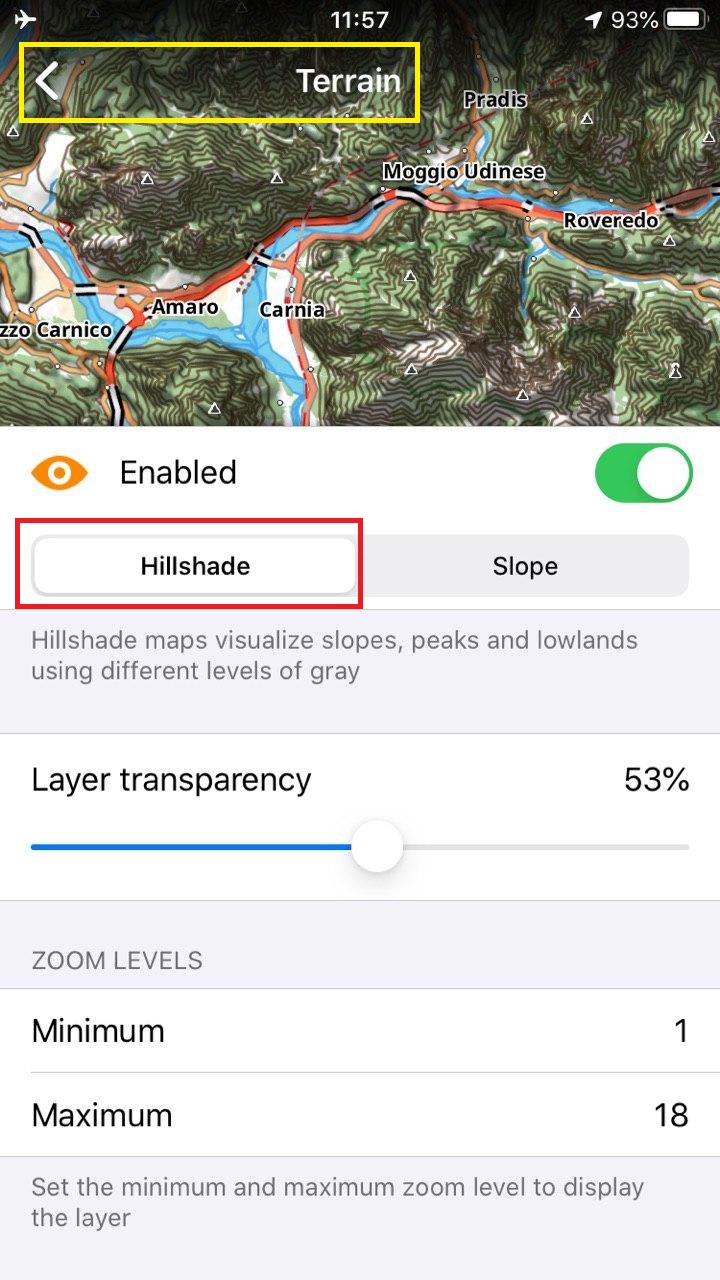 11:57
93%
Terrain
Pradis
Moggio Udinese
Roveredo
Amaro
Carnia
zzo Carnico
Enabled
Hillshade
Slope
Hillshade maps visualize slopes, peaks and lowlands
using different levels of gray
Layer transparency
53%
ZOOM LEVELS
Minimum
1
Maximum
18
Set the minimum and maximum zoom level to display
the layer